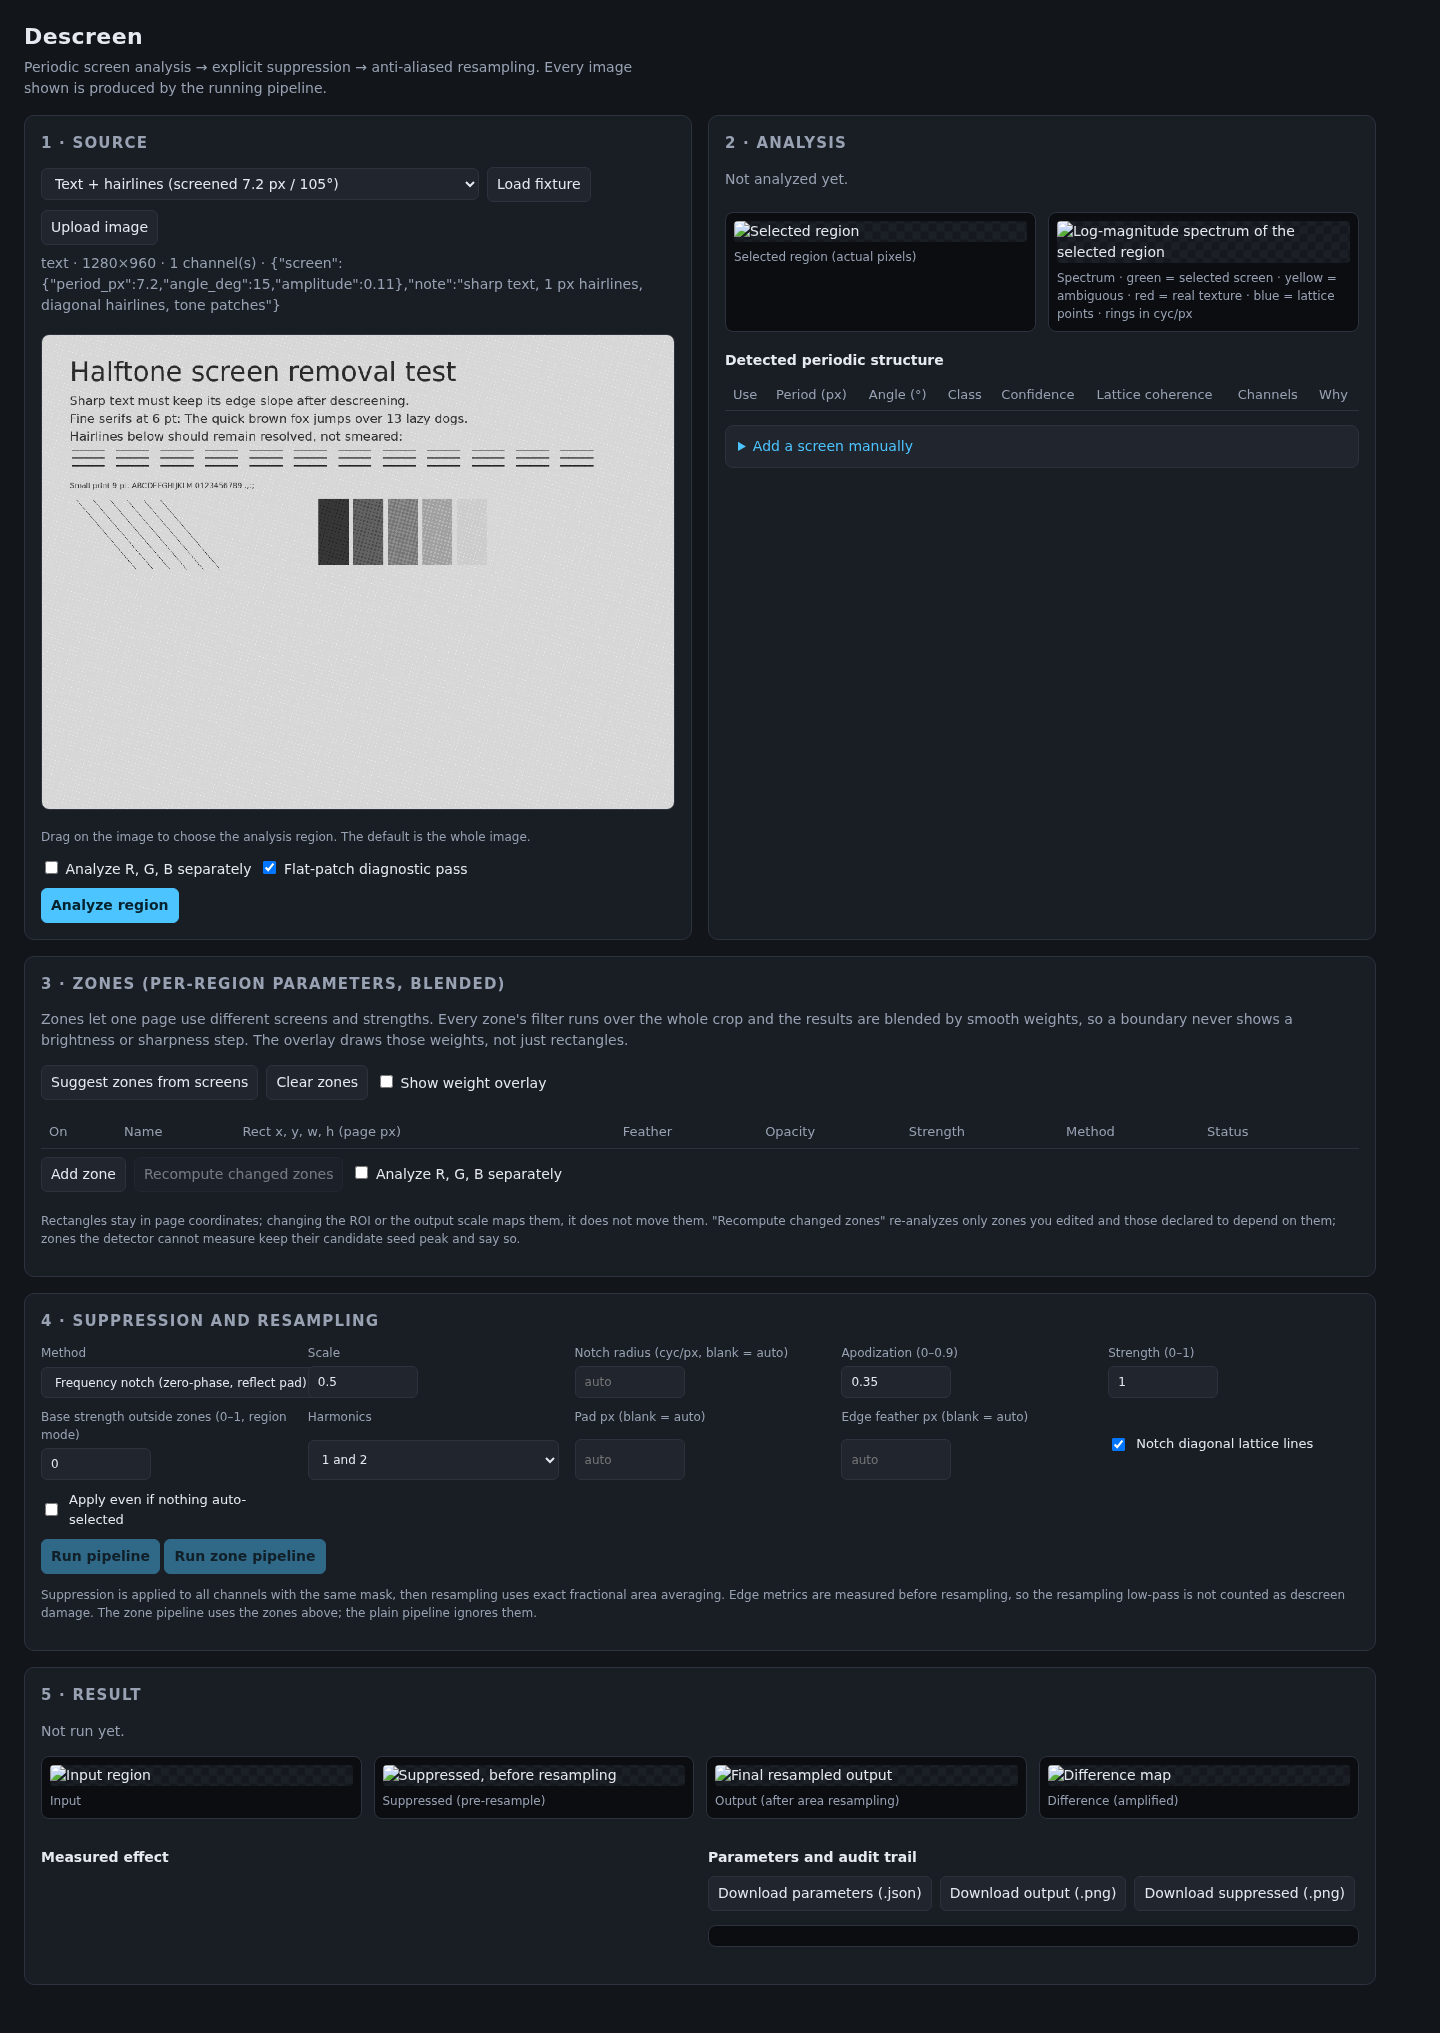 Descreen
Periodic screen analysis → explicit suppression → anti-aliased resampling. Every image
shown is produced by the running pipeline.
1 · SOURCE
Text + hairlines (screened 7.2 px / 105°)
Load fixture
Upload image
text · 1280×960 · 1 channel(s) · {"screen":
{"period_px":7.2,"angle_deg":15,"amplitude":0.11},"note":"sharp text, 1 px hairlines,
diagonal hairlines, tone patches"}
Halftone screen removal test
Sharp text must keep its edge slope after descreening.
Fine serifs at 6 pt: The quick brown fox jumps over 13 lazy dogs.
Hairlines below should remain resolved, not smeared:
Small print 9 pt: ABCDEFGHIJKLM 0123456789 .,:;
Drag on the image to choose the analysis region. The default is the whole image.
Analyze R, G, B separately
Flat-patch diagnostic pass
Analyze region
2 · ANALYSIS
Not analyzed yet.
Selected region
Selected region (actual pixels)
Log-magnitude spectrum of the
selected region
Spectrum · green = selected screen · yellow =
ambiguous · red = real texture · blue = lattice
points · rings in cyc/px
Detected periodic structure
Use Period (px) Angle (°) Class Confidence Lattice coherence Channels Why
▶ Add a screen manually
3 · ZONES (PER-REGION PARAMETERS, BLENDED)
Zones let one page use different screens and strengths. Every zone's filter runs over the whole crop and the results are blended by smooth weights, so a boundary never shows a
brightness or sharpness step. The overlay draws those weights, not just rectangles.
Suggest zones from screens
Clear zones
Show weight overlay
On Name Rect x, y, w, h (page px) Feather Opacity Strength Method Status
Add zone
Recompute changed zones
Analyze R, G, B separately
Rectangles stay in page coordinates; changing the ROI or the output scale maps them, it does not move them. "Recompute changed zones" re-analyzes only zones you edited and those declared to depend on them;
zones the detector cannot measure keep their candidate seed peak and say so.
4 · SUPPRESSION AND RESAMPLING
Method
Frequency notch (zero-phase, reflect pad)
Scale
0.5
Notch radius (cyc/px, blank = auto)
auto
Apodization (0–0.9)
0.35
Strength (0–1)
1
Base strength outside zones (0–1, region
mode)
0
Harmonics
1 and 2
Pad px (blank = auto)
auto
Edge feather px (blank = auto)
auto
Notch diagonal lattice lines
Apply even if nothing auto-
selected
Run pipeline
Run zone pipeline
Suppression is applied to all channels with the same mask, then resampling uses exact fractional area averaging. Edge metrics are measured before resampling, so the resampling low-pass is not counted as descreen
damage. The zone pipeline uses the zones above; the plain pipeline ignores them.
5 · RESULT
Not run yet.
Input region
Input
Suppressed, before resampling
Suppressed (pre-resample)
Final resampled output
Output (after area resampling)
Difference map
Difference (amplified)
Measured effect
Parameters and audit trail
Download parameters (.json)
Download output (.png)
Download suppressed (.png)